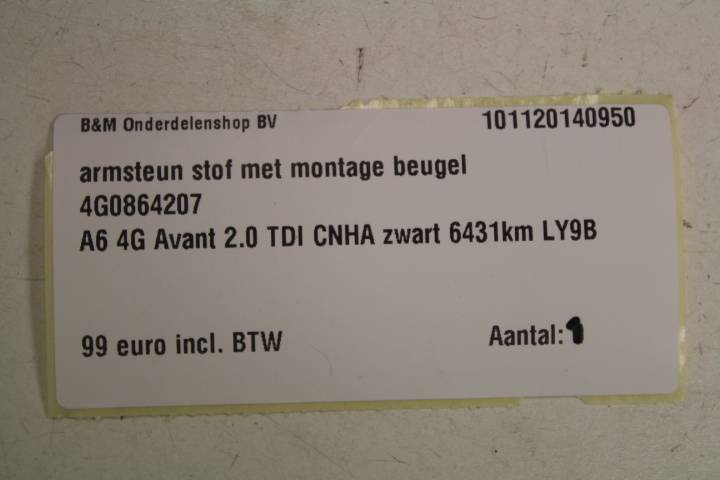 B&M Onderdelenshop BV 101120140950
armsteun stof met montage beugel
4G0864207
A6 4G Avant 2.0 TDI CNHA zwart 6431km LY9B
99 euro incl. BTW Aantal: 1